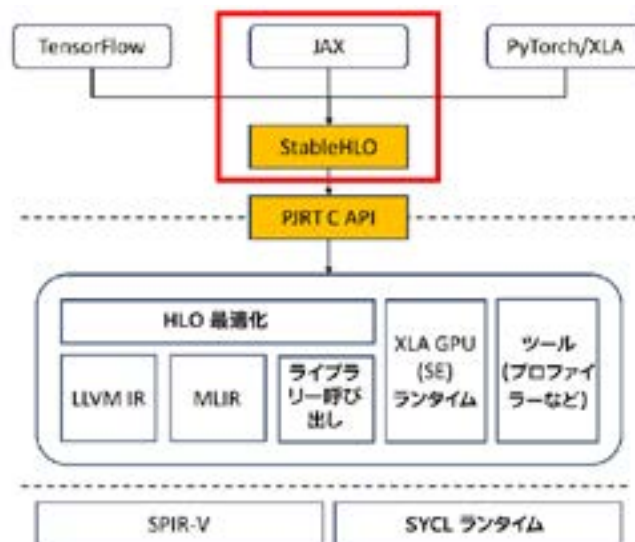 TensorFlow
JAX
PyTorch/XLA
StableHLO
PJRT C API
HLO 最適化
LLVM IR
MLIR
ライブラ
リー呼び
出し
XLA GPU
(SE)
ランタイム
ツール
(プロファイ
ラーなど)
SPIR-V
SYCL ランタイム